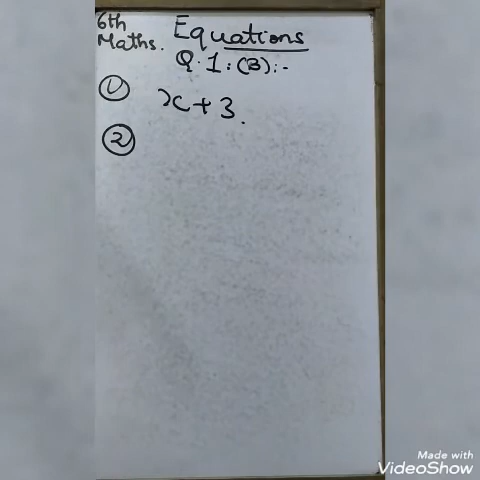 6th
Maths. Equations
Q.1:(B):-
① x+3.
②
Made with
VideoShow